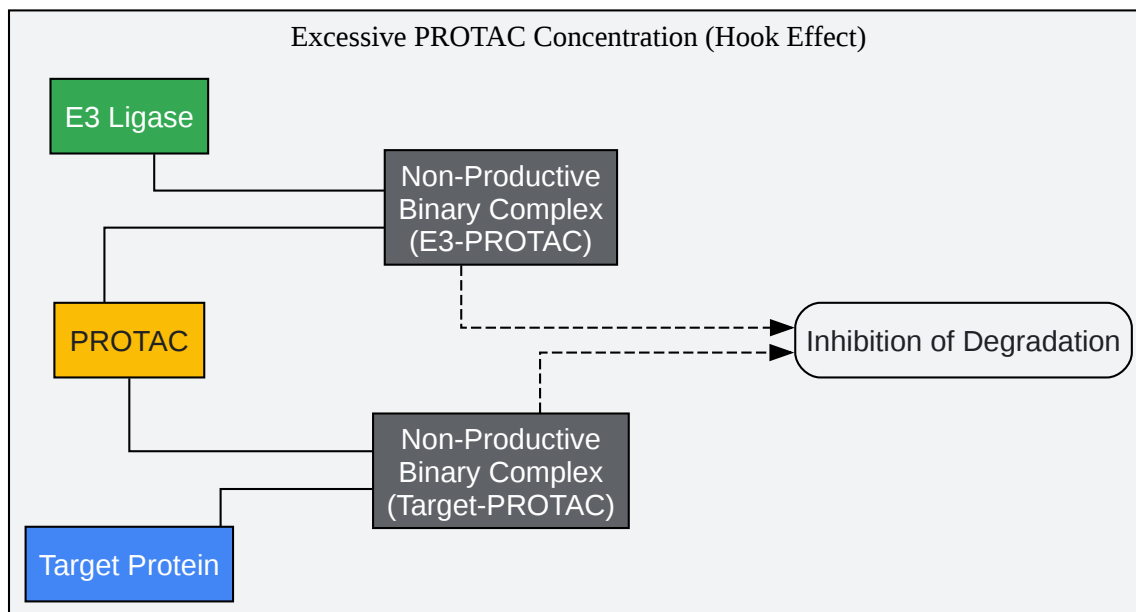 Excessive PROTAC Concentration (Hook Effect)
E3 Ligase
Non-Productive
Binary Complex
(E3-PROTAC)
PROTAC
Inhibition of Degradation
Non-Productive
Binary Complex
(Target-PROTAC)
Target Protein